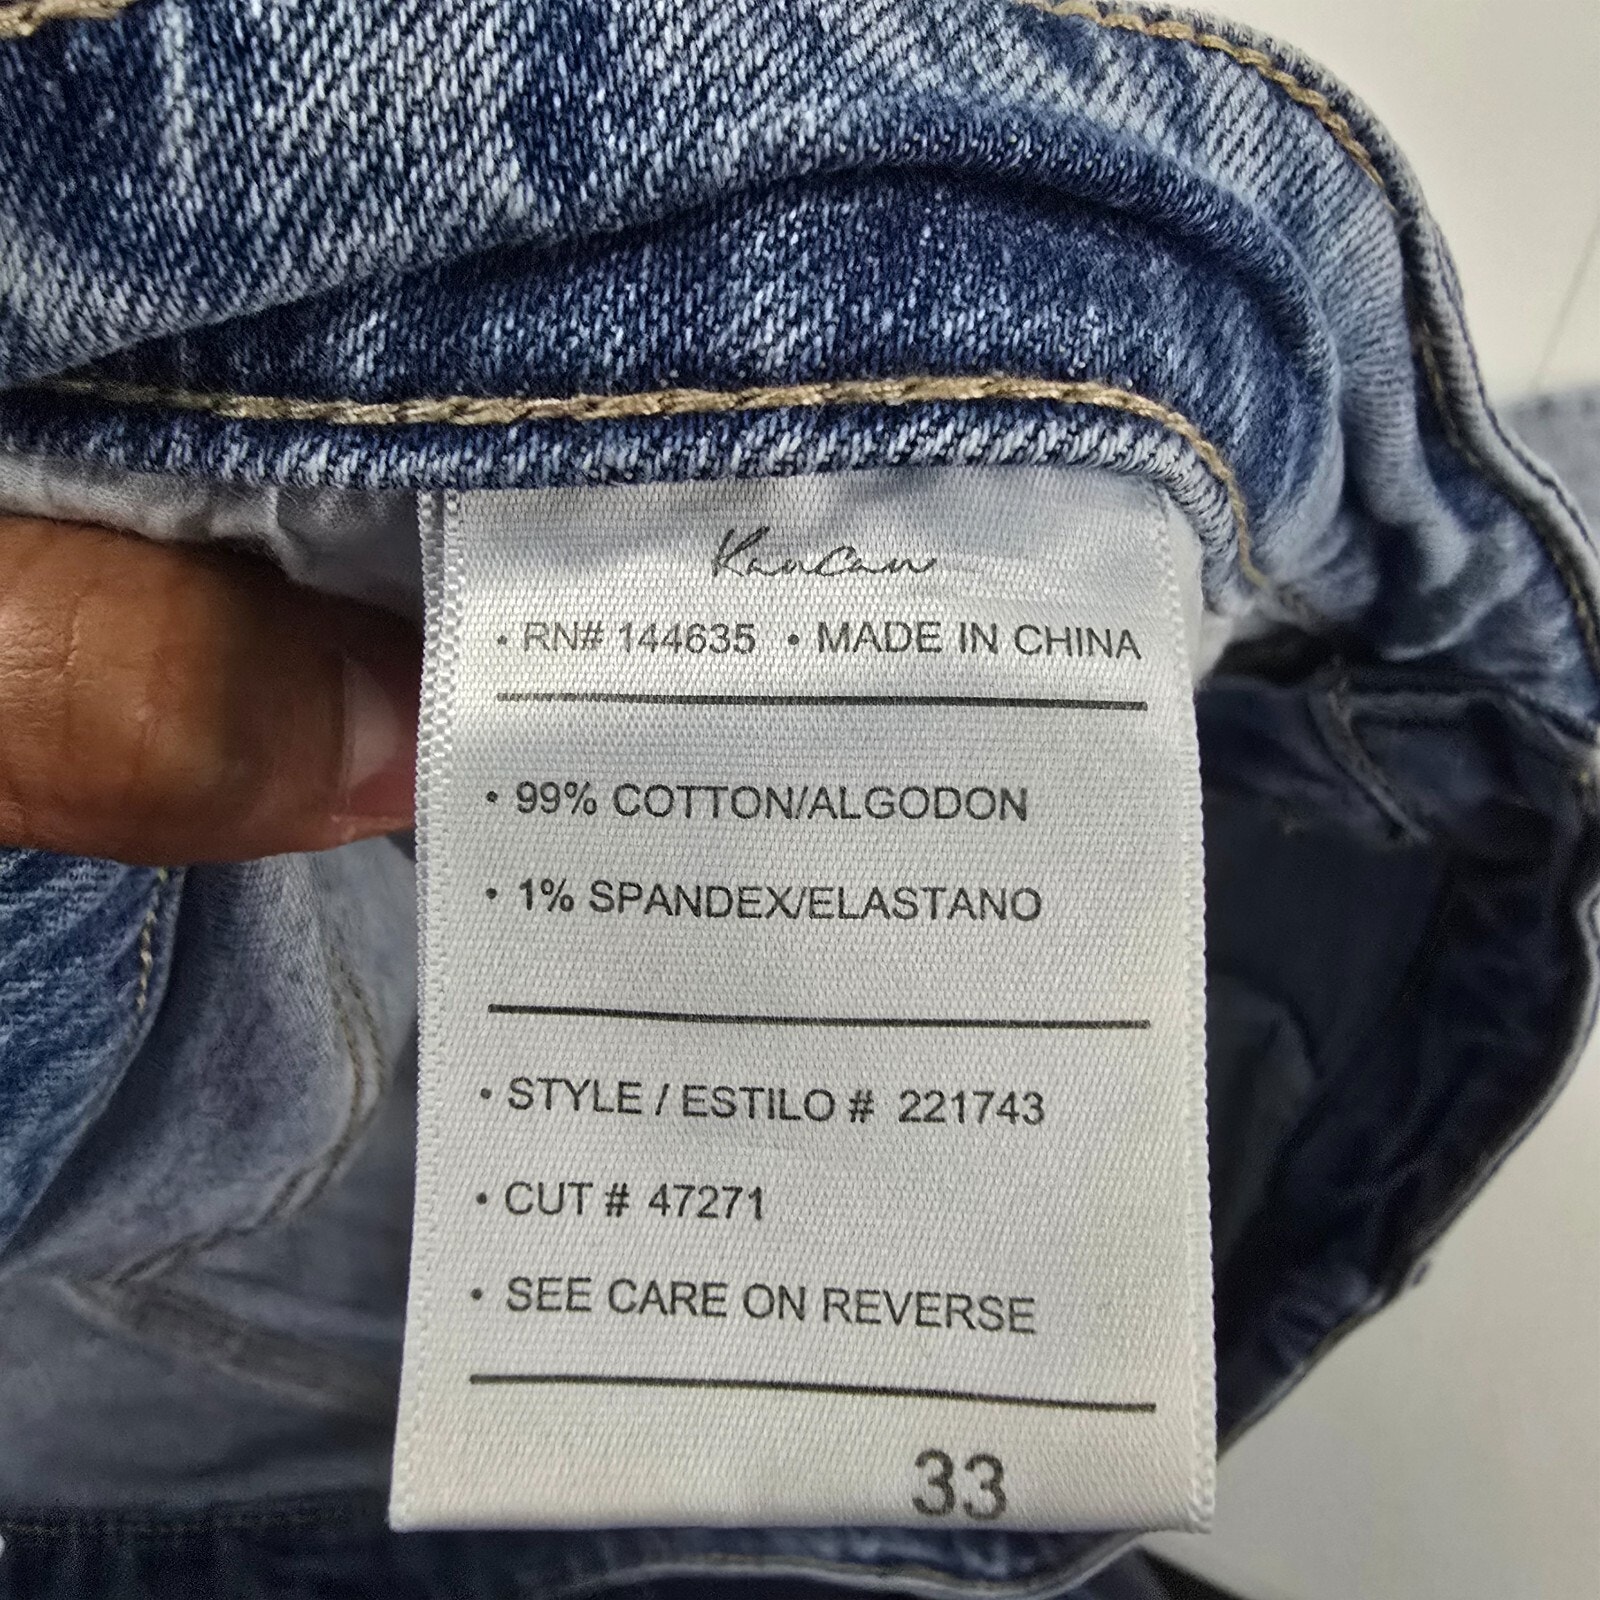 KanCan
• RN# 144635 • MADE IN CHINA
• 99% COTTON/ALGODON
• 1% SPANDEX/ELASTANO
• STYLE / ESTILO # 221743
• CUT # 47271
• SEE CARE ON REVERSE
33